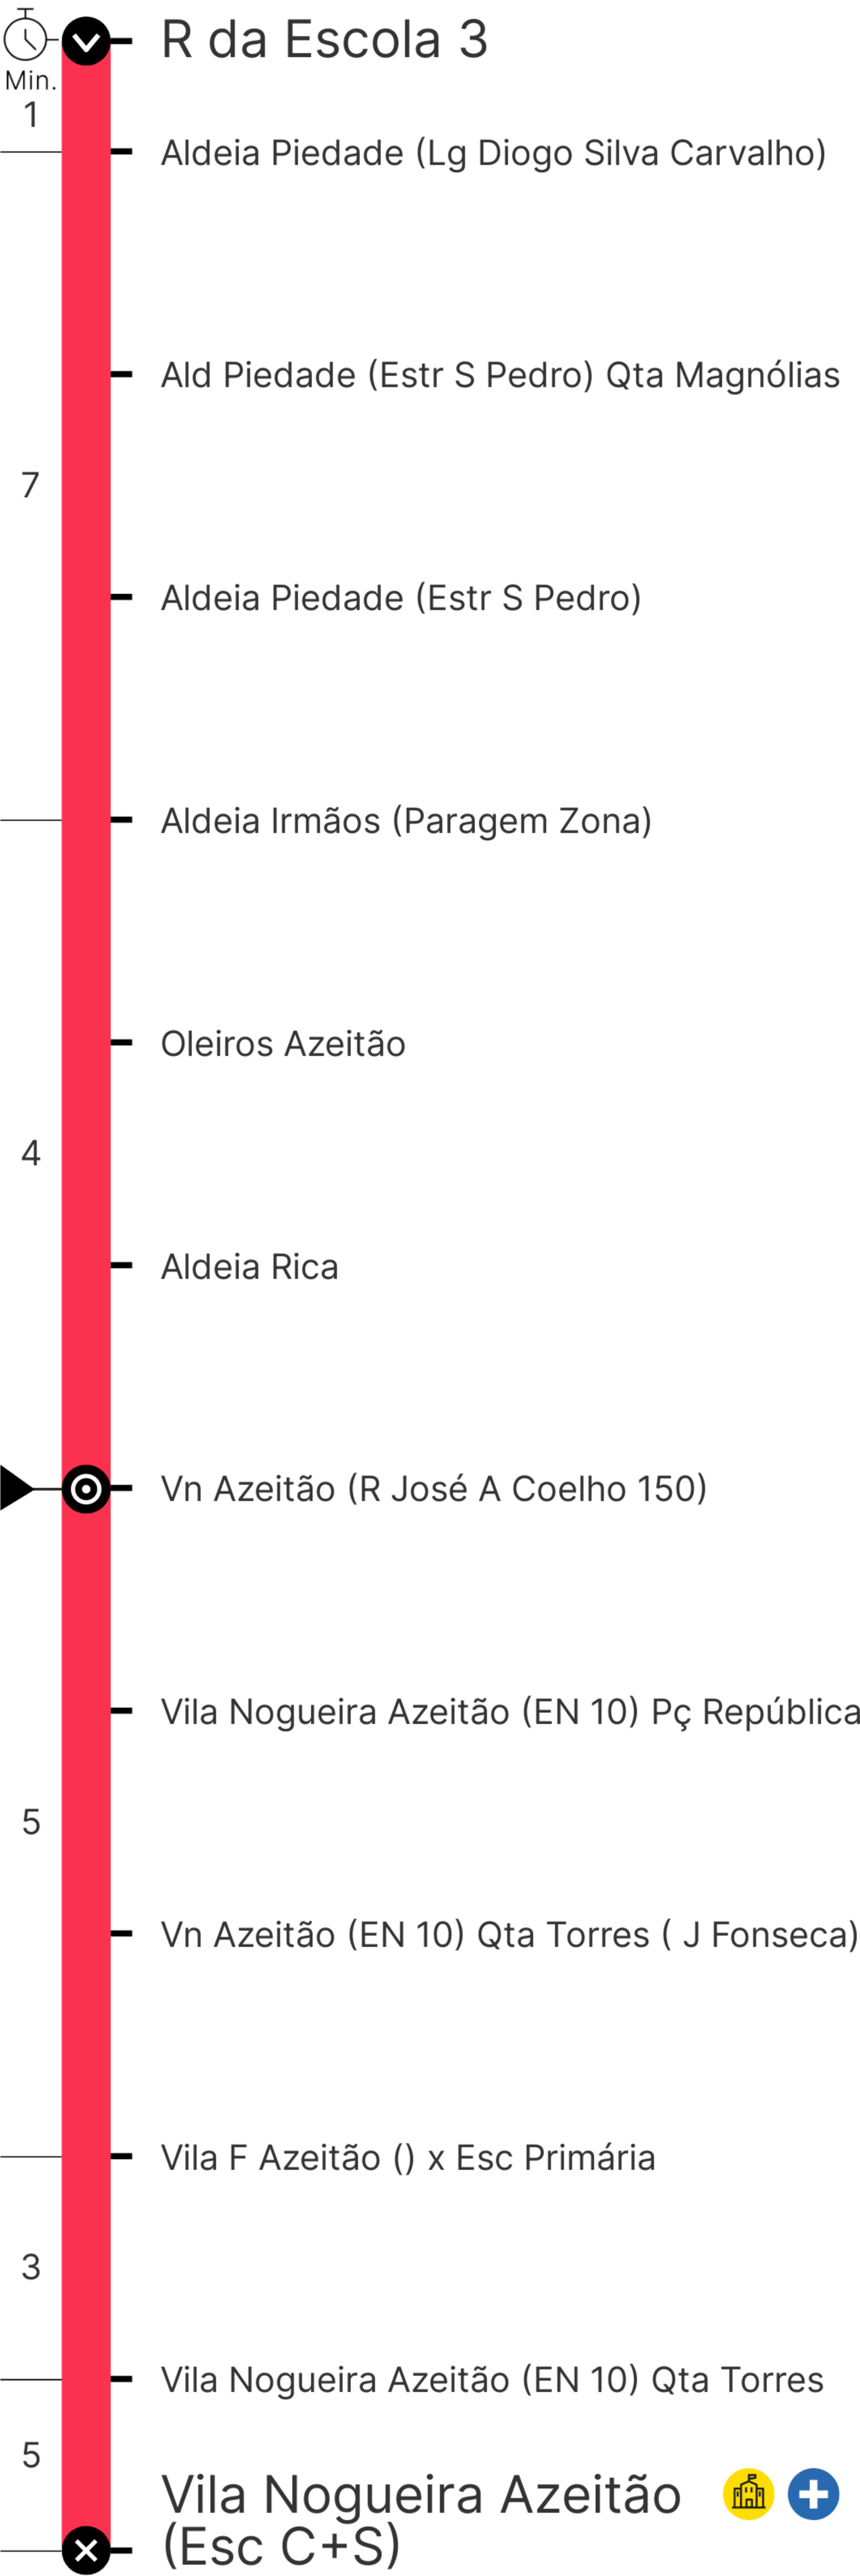 R da Escola 3
Min.
1
Aldeia Piedade (Lg Diogo Silva Carvalho)
Ald Piedade (Estr S Pedro) Qta Magnólias
7
Aldeia Piedade (Estr S Pedro)
Aldeia Irmãos (Paragem Zona)
Oleiros Azeitão
4
Aldeia Rica
Vn Azeitão (R José A Coelho 150)
Vila Nogueira Azeitão (EN 10) Pç República
5
Vn Azeitão (EN 10) Qta Torres ( J Fonseca)
Vila F Azeitão () x Esc Primária
3
Vila Nogueira Azeitão (EN 10) Qta Torres
5
Vila Nogueira Azeitão
(Esc C+S)